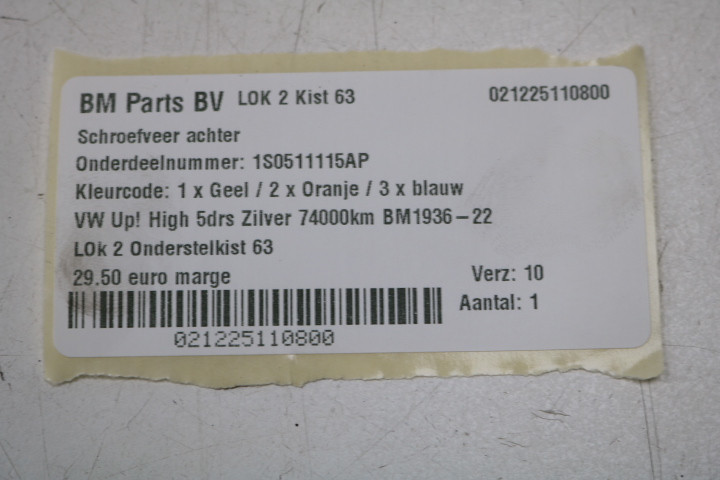 BM Parts BV LOK 2 Kist 63 021225110800
Schroefveer achter
Onderdeelnummer: 1S0511115AP
Kleurcode: 1 x Geel / 2 x Oranje / 3 x blauw
VW Up! High 5drs Zilver 74000km BM1936-22
LOk 2 Onderstelkist 63
29.50 euro marge Verz: 10
Aantal: 1
021225110800